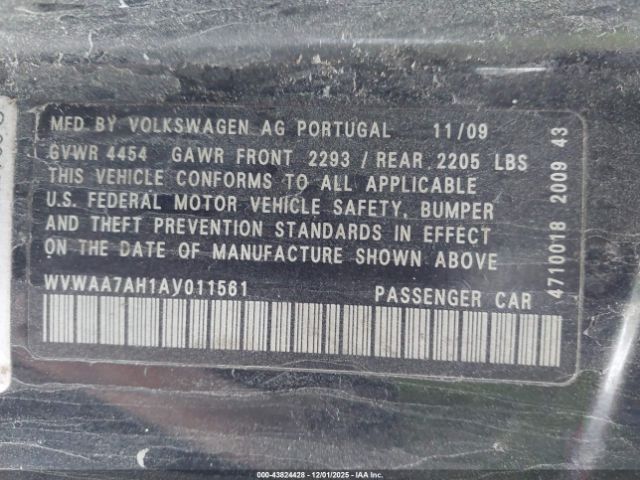 MFD BY VOLKSWAGEN AG PORTUGAL 11/09
GVWR 4454 GAWR FRONT 2293 / REAR 2205 LBS
THIS VEHICLE CONFORMS TO ALL APPLICABLE
U.S. FEDERAL MOTOR VEHICLE SAFETY, BUMPER
AND THEFT PREVENTION STANDARDS IN EFFECT
ON THE DATE OF MANUFACTURE SHOWN ABOVE
WVWAA7AH1AV011561 PASSENGER CAR
4710018 2009 43
000-43824428 - 12/01/2025 - IAA Inc.